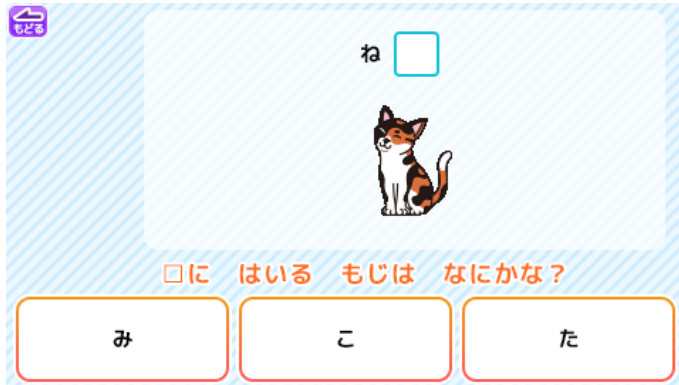 もどる
ね□
□に はいる もじは なにかな？
み
こ
た